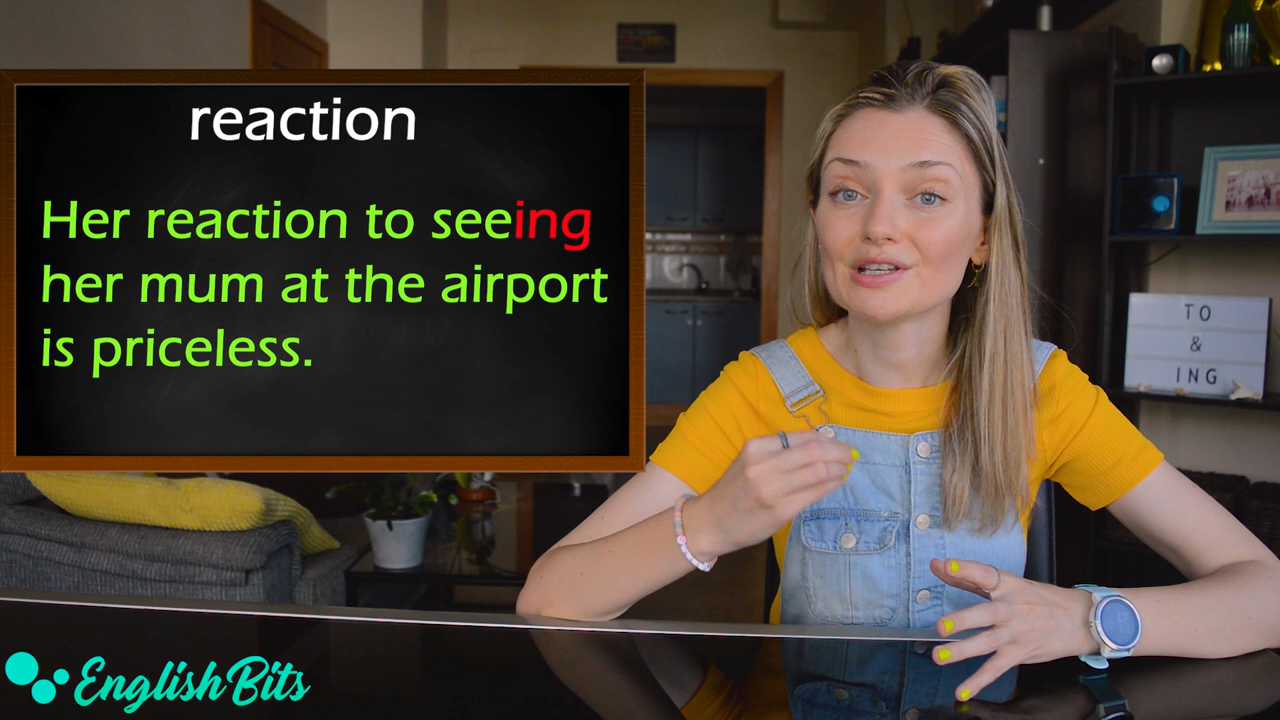 reaction
Her reaction to seeing
her mum at the airport
is priceless.
TO
&
ING
EnglishBits